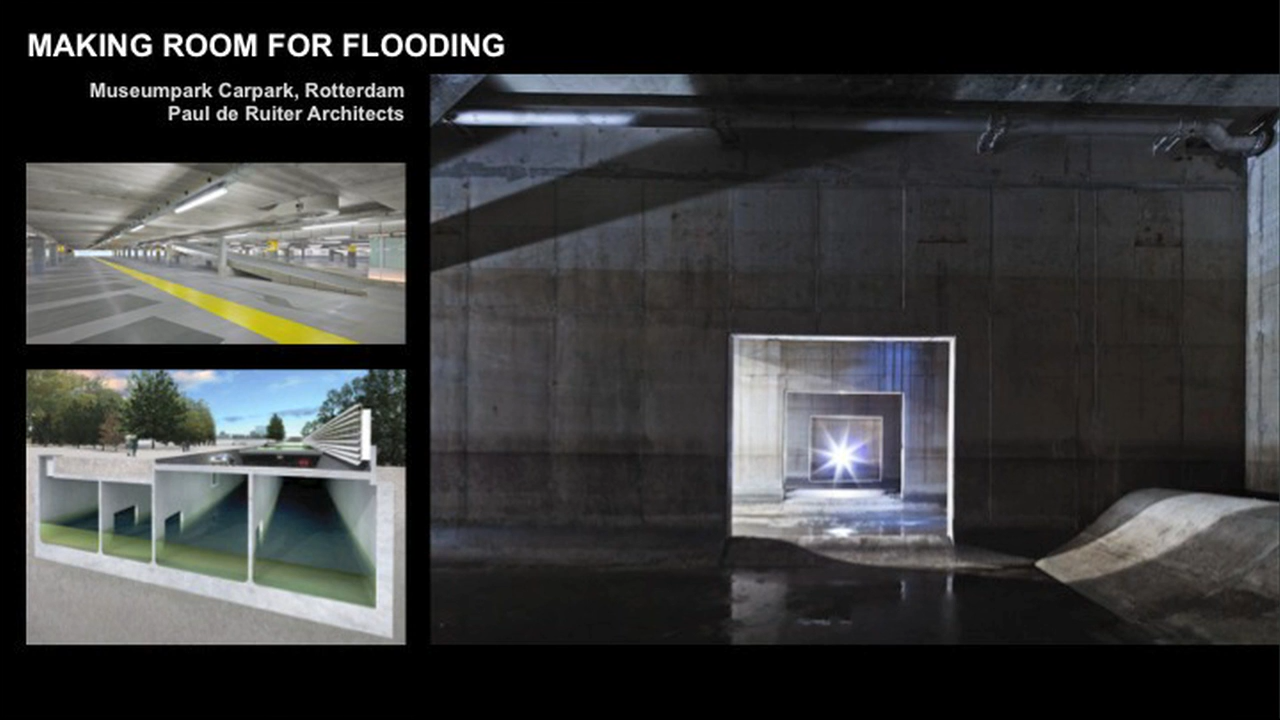 MAKING ROOM FOR FLOODING
Museumpark Carpark, Rotterdam
Paul de Ruiter Architects